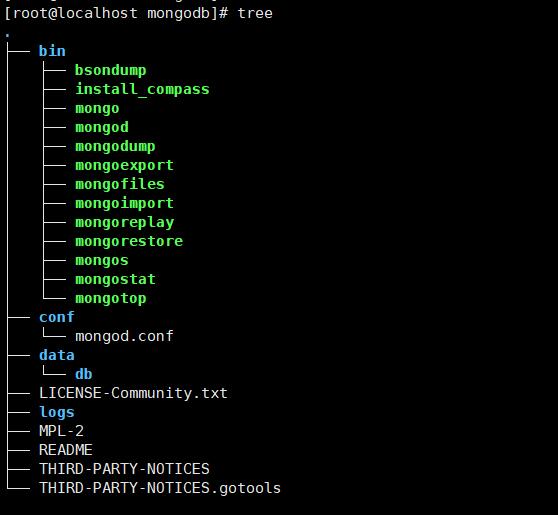 [root@localhost mongodb]# tree
.
├── bin
│   ├── bsondump
│   ├── install_compass
│   ├── mongo
│   ├── mongod
│   ├── mongodump
│   ├── mongoexport
│   ├── mongofiles
│   ├── mongoimport
│   ├── mongoreplay
│   ├── mongorestore
│   ├── mongos
│   ├── mongostat
│   └── mongotop
├── conf
│   └── mongod.conf
├── data
│   └── db
├── LICENSE-Community.txt
├── logs
├── MPL-2
├── README
├── THIRD-PARTY-NOTICES
└── THIRD-PARTY-NOTICES.gotools